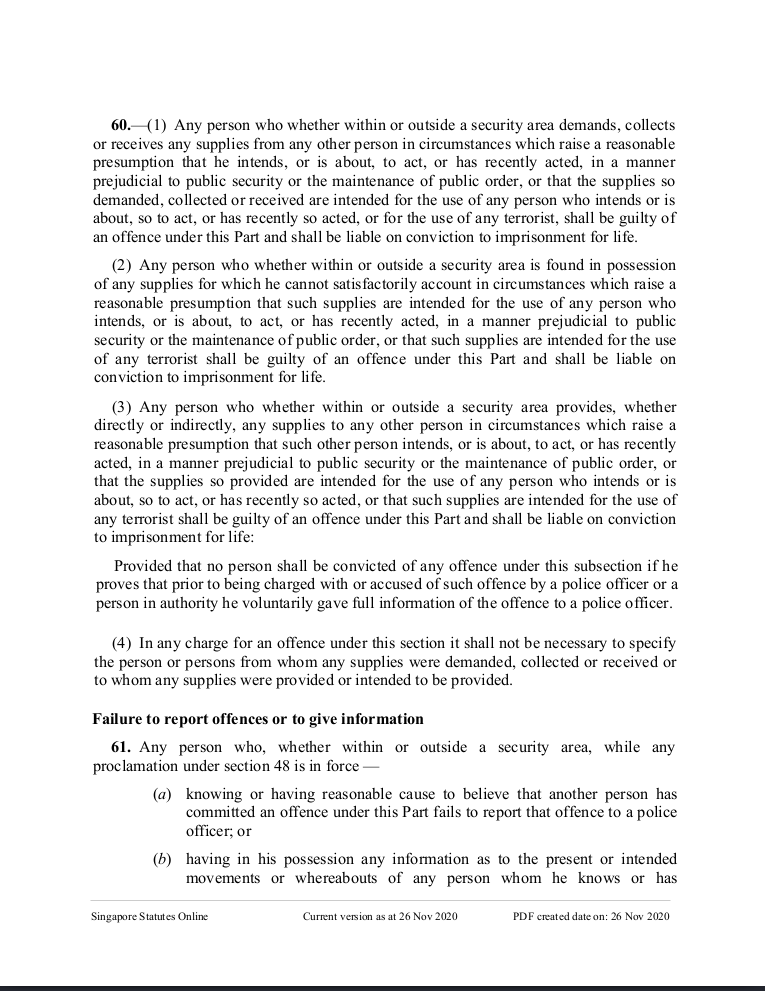 60.—(1) Any person who whether within or outside a security area demands, collects
or receives any supplies from any other person in circumstances which raise a reasonable
presumption that he intends, or is about, to act, or has recently acted, in a manner
prejudicial to public security or the maintenance of public order, or that the supplies so
demanded, collected or received are intended for the use of any person who intends or is
about, so to act, or has recently so acted, or for the use of any terrorist, shall be guilty of
an offence under this Part and shall be liable on conviction to imprisonment for life.
(2) Any person who whether within or outside a security area is found in possession
of any supplies for which he cannot satisfactorily account in circumstances which raise a
reasonable presumption that such supplies are intended for the use of any person who
intends, or is about, to act, or has recently acted, in a manner prejudicial to public
security or the maintenance of public order, or that such supplies are intended for the use
of any terrorist shall be guilty of an offence under this Part and shall be liable on
conviction to imprisonment for life.
(3) Any person who whether within or outside a security area provides, whether
directly or indirectly, any supplies to any other person in circumstances which raise a
reasonable presumption that such other person intends, or is about, to act, or has recently
acted, in a manner prejudicial to public security or the maintenance of public order, or
that the supplies so provided are intended for the use of any person who intends or is
about, so to act, or has recently so acted, or that such supplies are intended for the use of
any terrorist shall be guilty of an offence under this Part and shall be liable on conviction
to imprisonment for life:
Provided that no person shall be convicted of any offence under this subsection if he
proves that prior to being charged with or accused of such offence by a police officer or a
person in authority he voluntarily gave full information of the offence to a police officer.
(4) In any charge for an offence under this section it shall not be necessary to specify
the person or persons from whom any supplies were demanded, collected or received or
to whom any supplies were provided or intended to be provided.
Failure to report offences or to give information
61. Any person who, whether within or outside a security area, while any
proclamation under section 48 is in force —
(a) knowing or having reasonable cause to believe that another person has
committed an offence under this Part fails to report that offence to a police
officer; or
(b) having in his possession any information as to the present or intended
movements or whereabouts of any person whom he knows or has
Singapore Statutes Online Current version as at 26 Nov 2020 PDF created date on: 26 Nov 2020